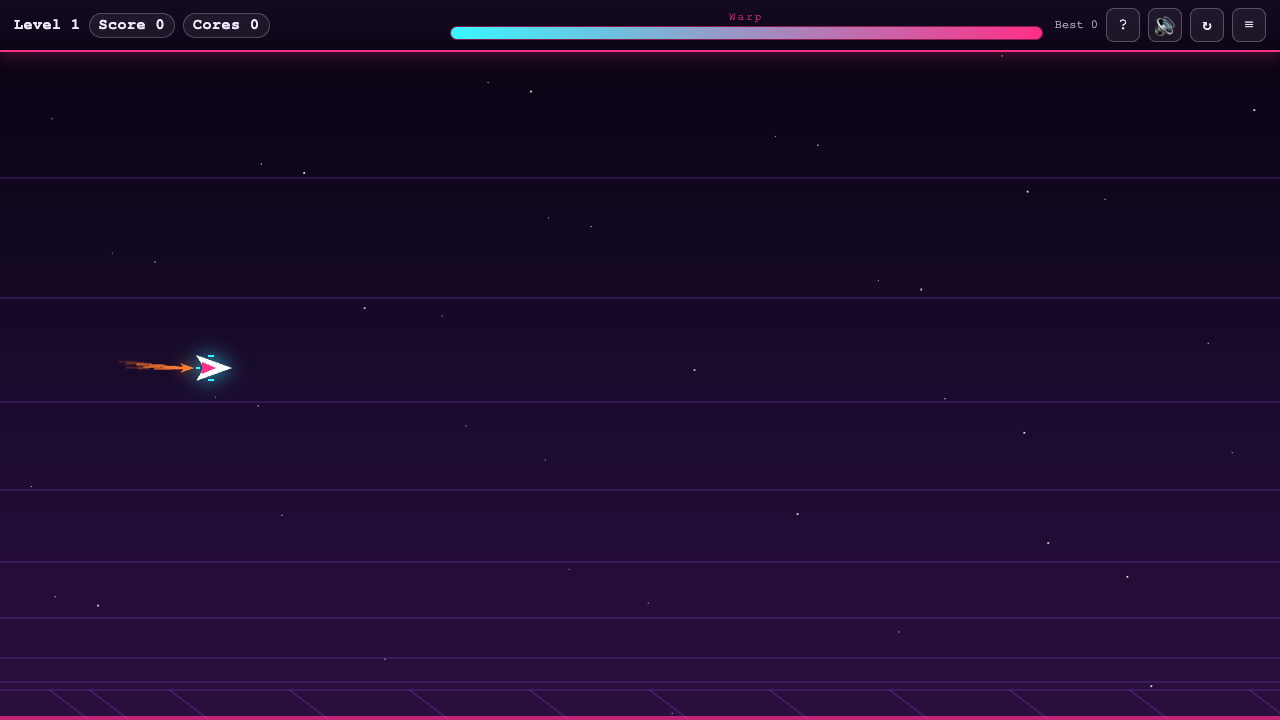 Level 1
Score 0
Cores 0
Warp
Best 0
?
↻
≡